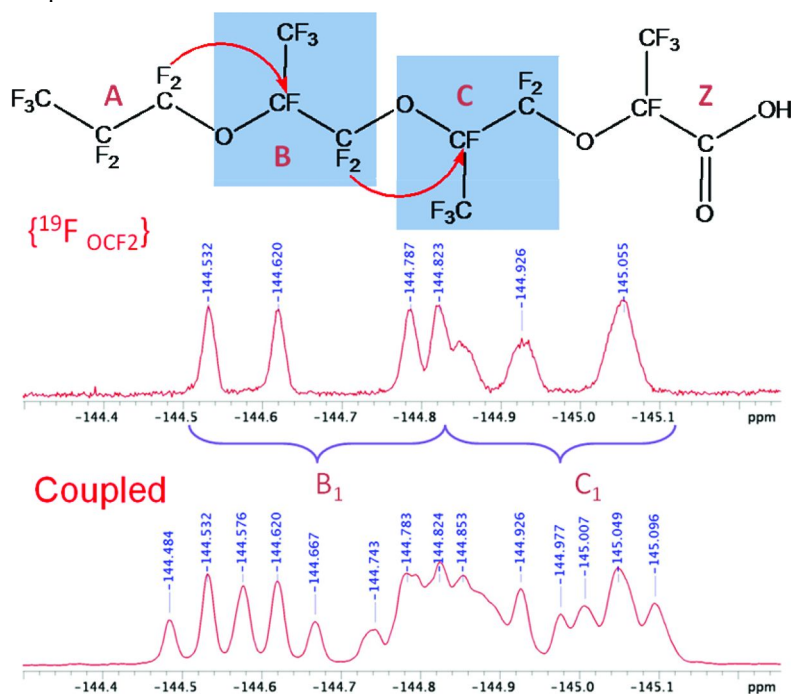 CF₃
F₂
F₃C
A
C
F₂
O
CF
B
C
F₂
O
C
F₂
C
CF
F₃C
O
CF₃
CF
Z
C
OH
O
{¹⁹F OCF2}
-144.532
-144.620
-144.787
-144.823
-144.926
145.055
-144.4 -144.5 -144.6 -144.7 -144.8 -144.9 -145.0 -145.1 ppm
B₁ C₁
Coupled
-144.484
-144.532
-144.576
-144.620
-144.667
-144.743
-144.783
-144.824
-144.853
-144.926
-144.977
-145.007
-145.049
-145.096
-144.4 -144.5 -144.6 -144.7 -144.8 -144.9 -145.0 -145.1 ppm